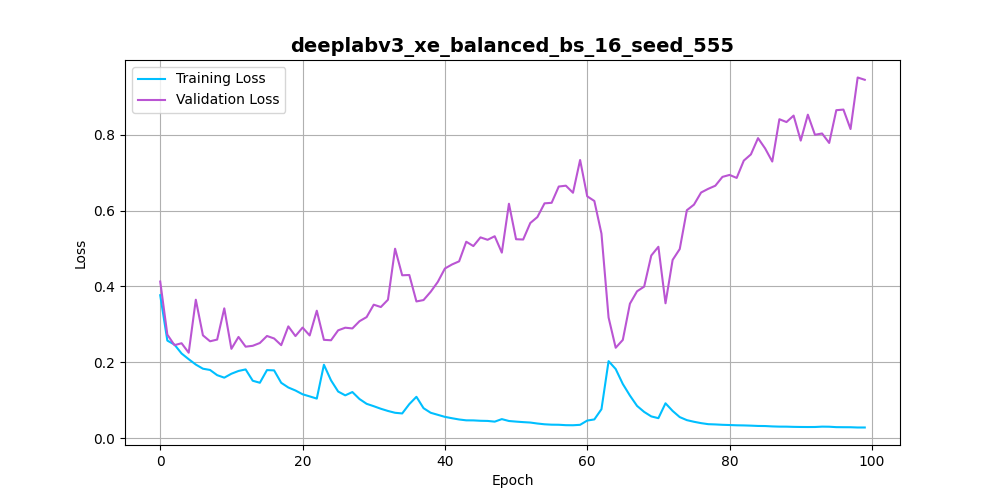 deeplabv3_xe_balanced_bs_16_seed_555
Training Loss
Validation Loss
Loss
0.8
0.6
0.4
0.2
0.0
0 20 40 60 80 100
Epoch